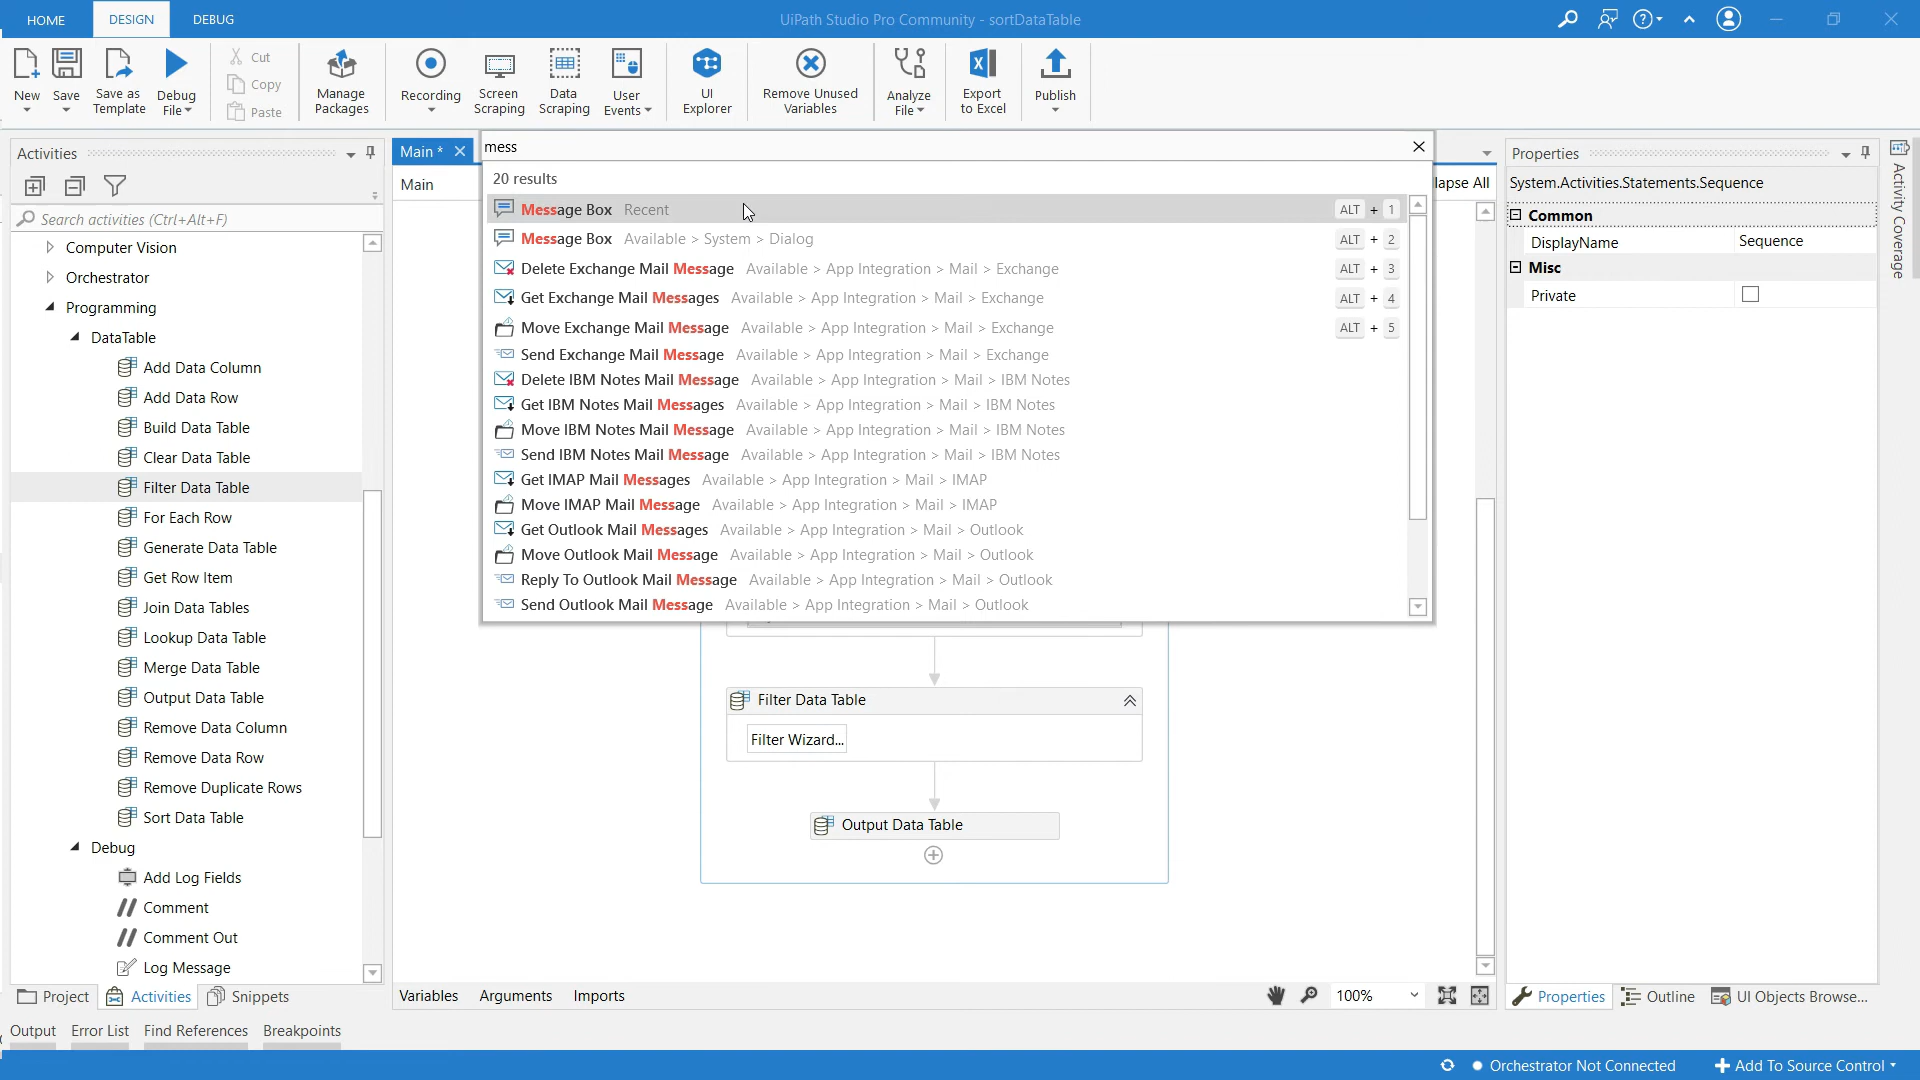 HOME DESIGN DEBUG UiPath Studio Pro Community - sortDataTable
New Save Save as Template Debug File Cut Copy Paste Manage Packages Recording Screen Scraping Data Scraping User Events UI Explorer Remove Unused Variables Analyze File Export to Excel Publish
Activities
Search activities (Ctrl+Alt+F)
Computer Vision
Orchestrator
Programming
DataTable
Add Data Column
Add Data Row
Build Data Table
Clear Data Table
Filter Data Table
For Each Row
Generate Data Table
Get Row Item
Join Data Tables
Lookup Data Table
Merge Data Table
Output Data Table
Remove Data Column
Remove Data Row
Remove Duplicate Rows
Sort Data Table
Debug
Add Log Fields
Comment
Comment Out
Log Message
Project Activities Snippets
Main *
Main
lapse All
mess
20 results
Message Box Recent ALT + 1
Message Box Available > System > Dialog ALT + 2
Delete Exchange Mail Message Available > App Integration > Mail > Exchange ALT + 3
Get Exchange Mail Messages Available > App Integration > Mail > Exchange ALT + 4
Move Exchange Mail Message Available > App Integration > Mail > Exchange ALT + 5
Send Exchange Mail Message Available > App Integration > Mail > Exchange
Delete IBM Notes Mail Message Available > App Integration > Mail > IBM Notes
Get IBM Notes Mail Messages Available > App Integration > Mail > IBM Notes
Move IBM Notes Mail Message Available > App Integration > Mail > IBM Notes
Send IBM Notes Mail Message Available > App Integration > Mail > IBM Notes
Get IMAP Mail Messages Available > App Integration > Mail > IMAP
Move IMAP Mail Message Available > App Integration > Mail > IMAP
Get Outlook Mail Messages Available > App Integration > Mail > Outlook
Move Outlook Mail Message Available > App Integration > Mail > Outlook
Reply To Outlook Mail Message Available > App Integration > Mail > Outlook
Send Outlook Mail Message Available > App Integration > Mail > Outlook
Filter Data Table
Filter Wizard...
Output Data Table
Variables Arguments Imports 100%
Properties
System.Activities.Statements.Sequence
Common
DisplayName Sequence
Misc
Private
Activity Coverage
Properties Outline UI Objects Browse...
Output Error List Find References Breakpoints
Orchestrator Not Connected Add To Source Control